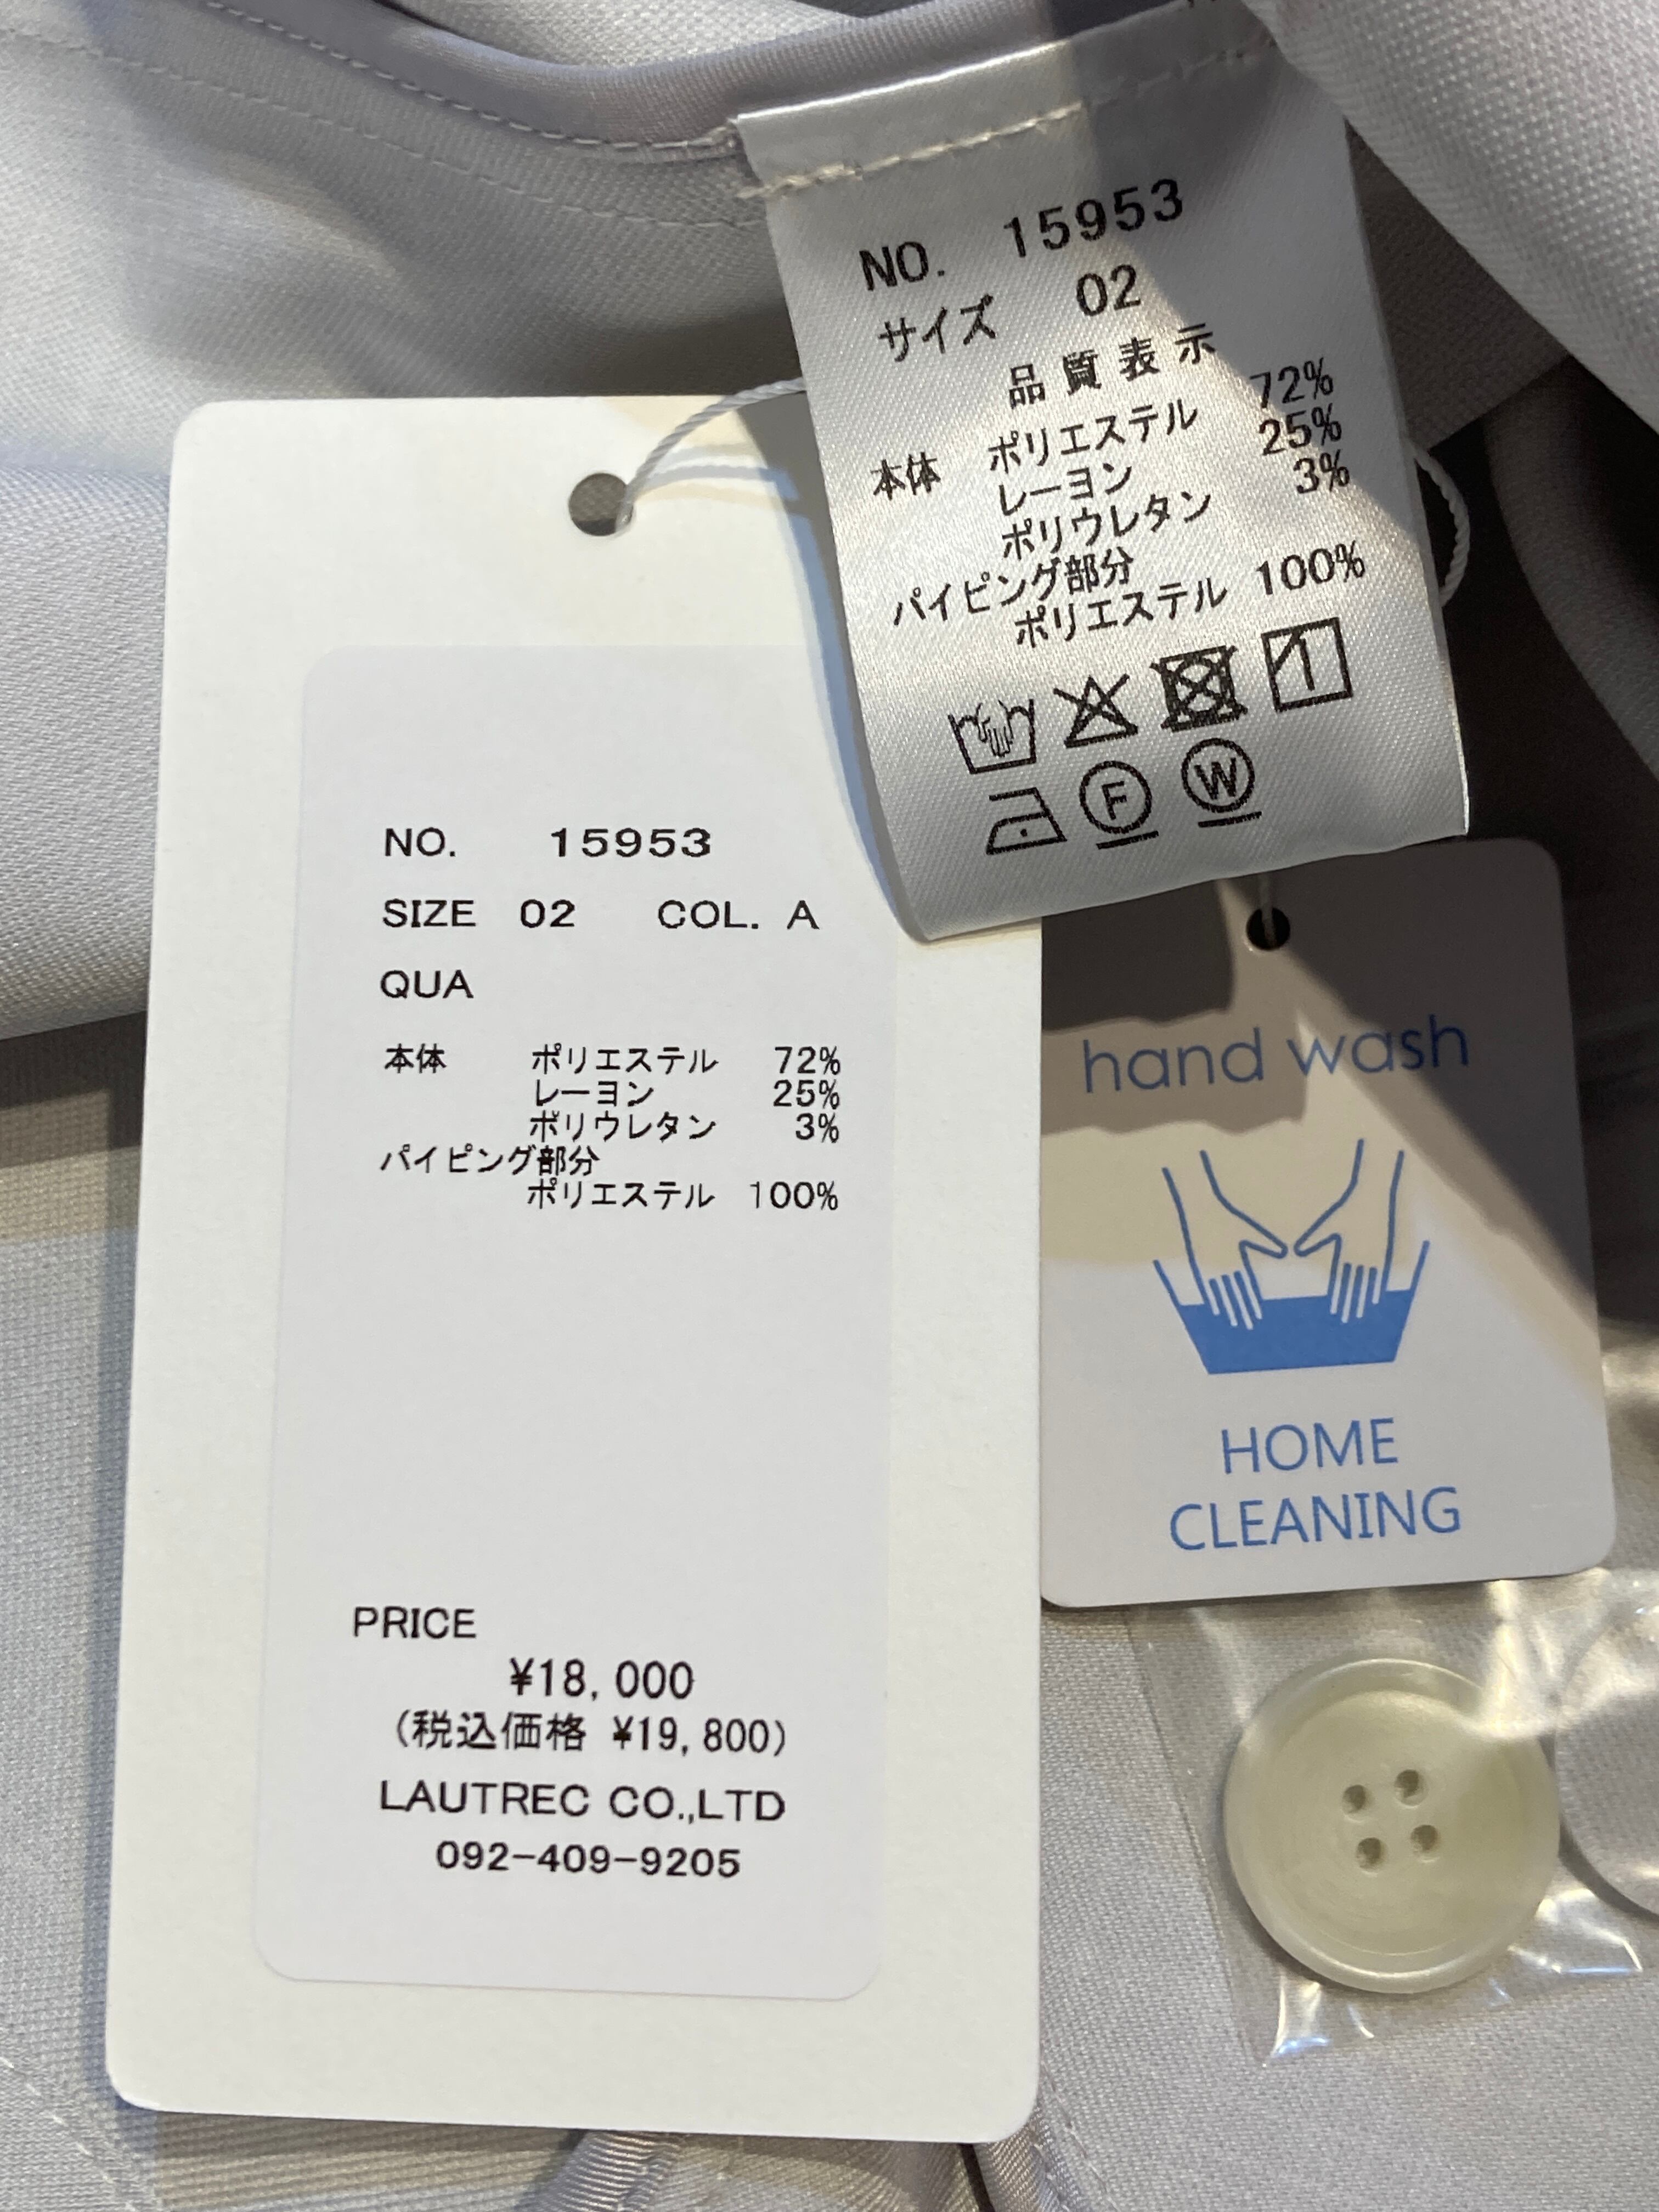 NO. 15953
サイズ 02
品質表示
本体 ポリエステル 72%
レーヨン 25%
ポリウレタン 3%
パイピング部分
ポリエステル 100%
F W
NO. 15953
SIZE 02 COL. A
QUA
本体 ポリエステル 72%
レーヨン 25%
ポリウレタン 3%
パイピング部分
ポリエステル 100%
PRICE
¥18,000
(税込価格 ¥19,800)
LAUTREC CO.,LTD
092-409-9205
hand wash
HOME
CLEANING